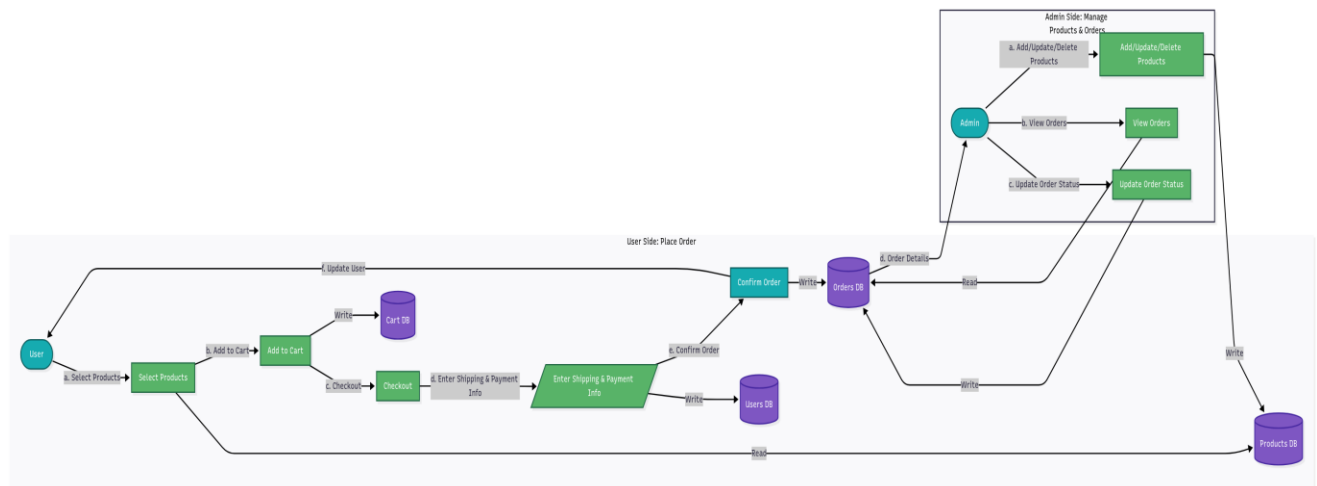 Admin Side: Manage
Products & Orders
a. Add/Update/Delete
Products
Add/Update/Delete
Products
Admin
b. View Orders
View Orders
c. Update Order Status
Update Order Status
User Side: Place Order
d. Order Details
f. Update User
Confirm Order
Write
Orders DB
Read
Write
Cart DB
User
b. Add to Cart
Add to Cart
e. Confirm Order
Write
a. Select Products
Select Products
c. Checkout
Checkout
d. Enter Shipping & Payment
Info
Enter Shipping & Payment
Info
Write
Users DB
Write
Read
Products DB